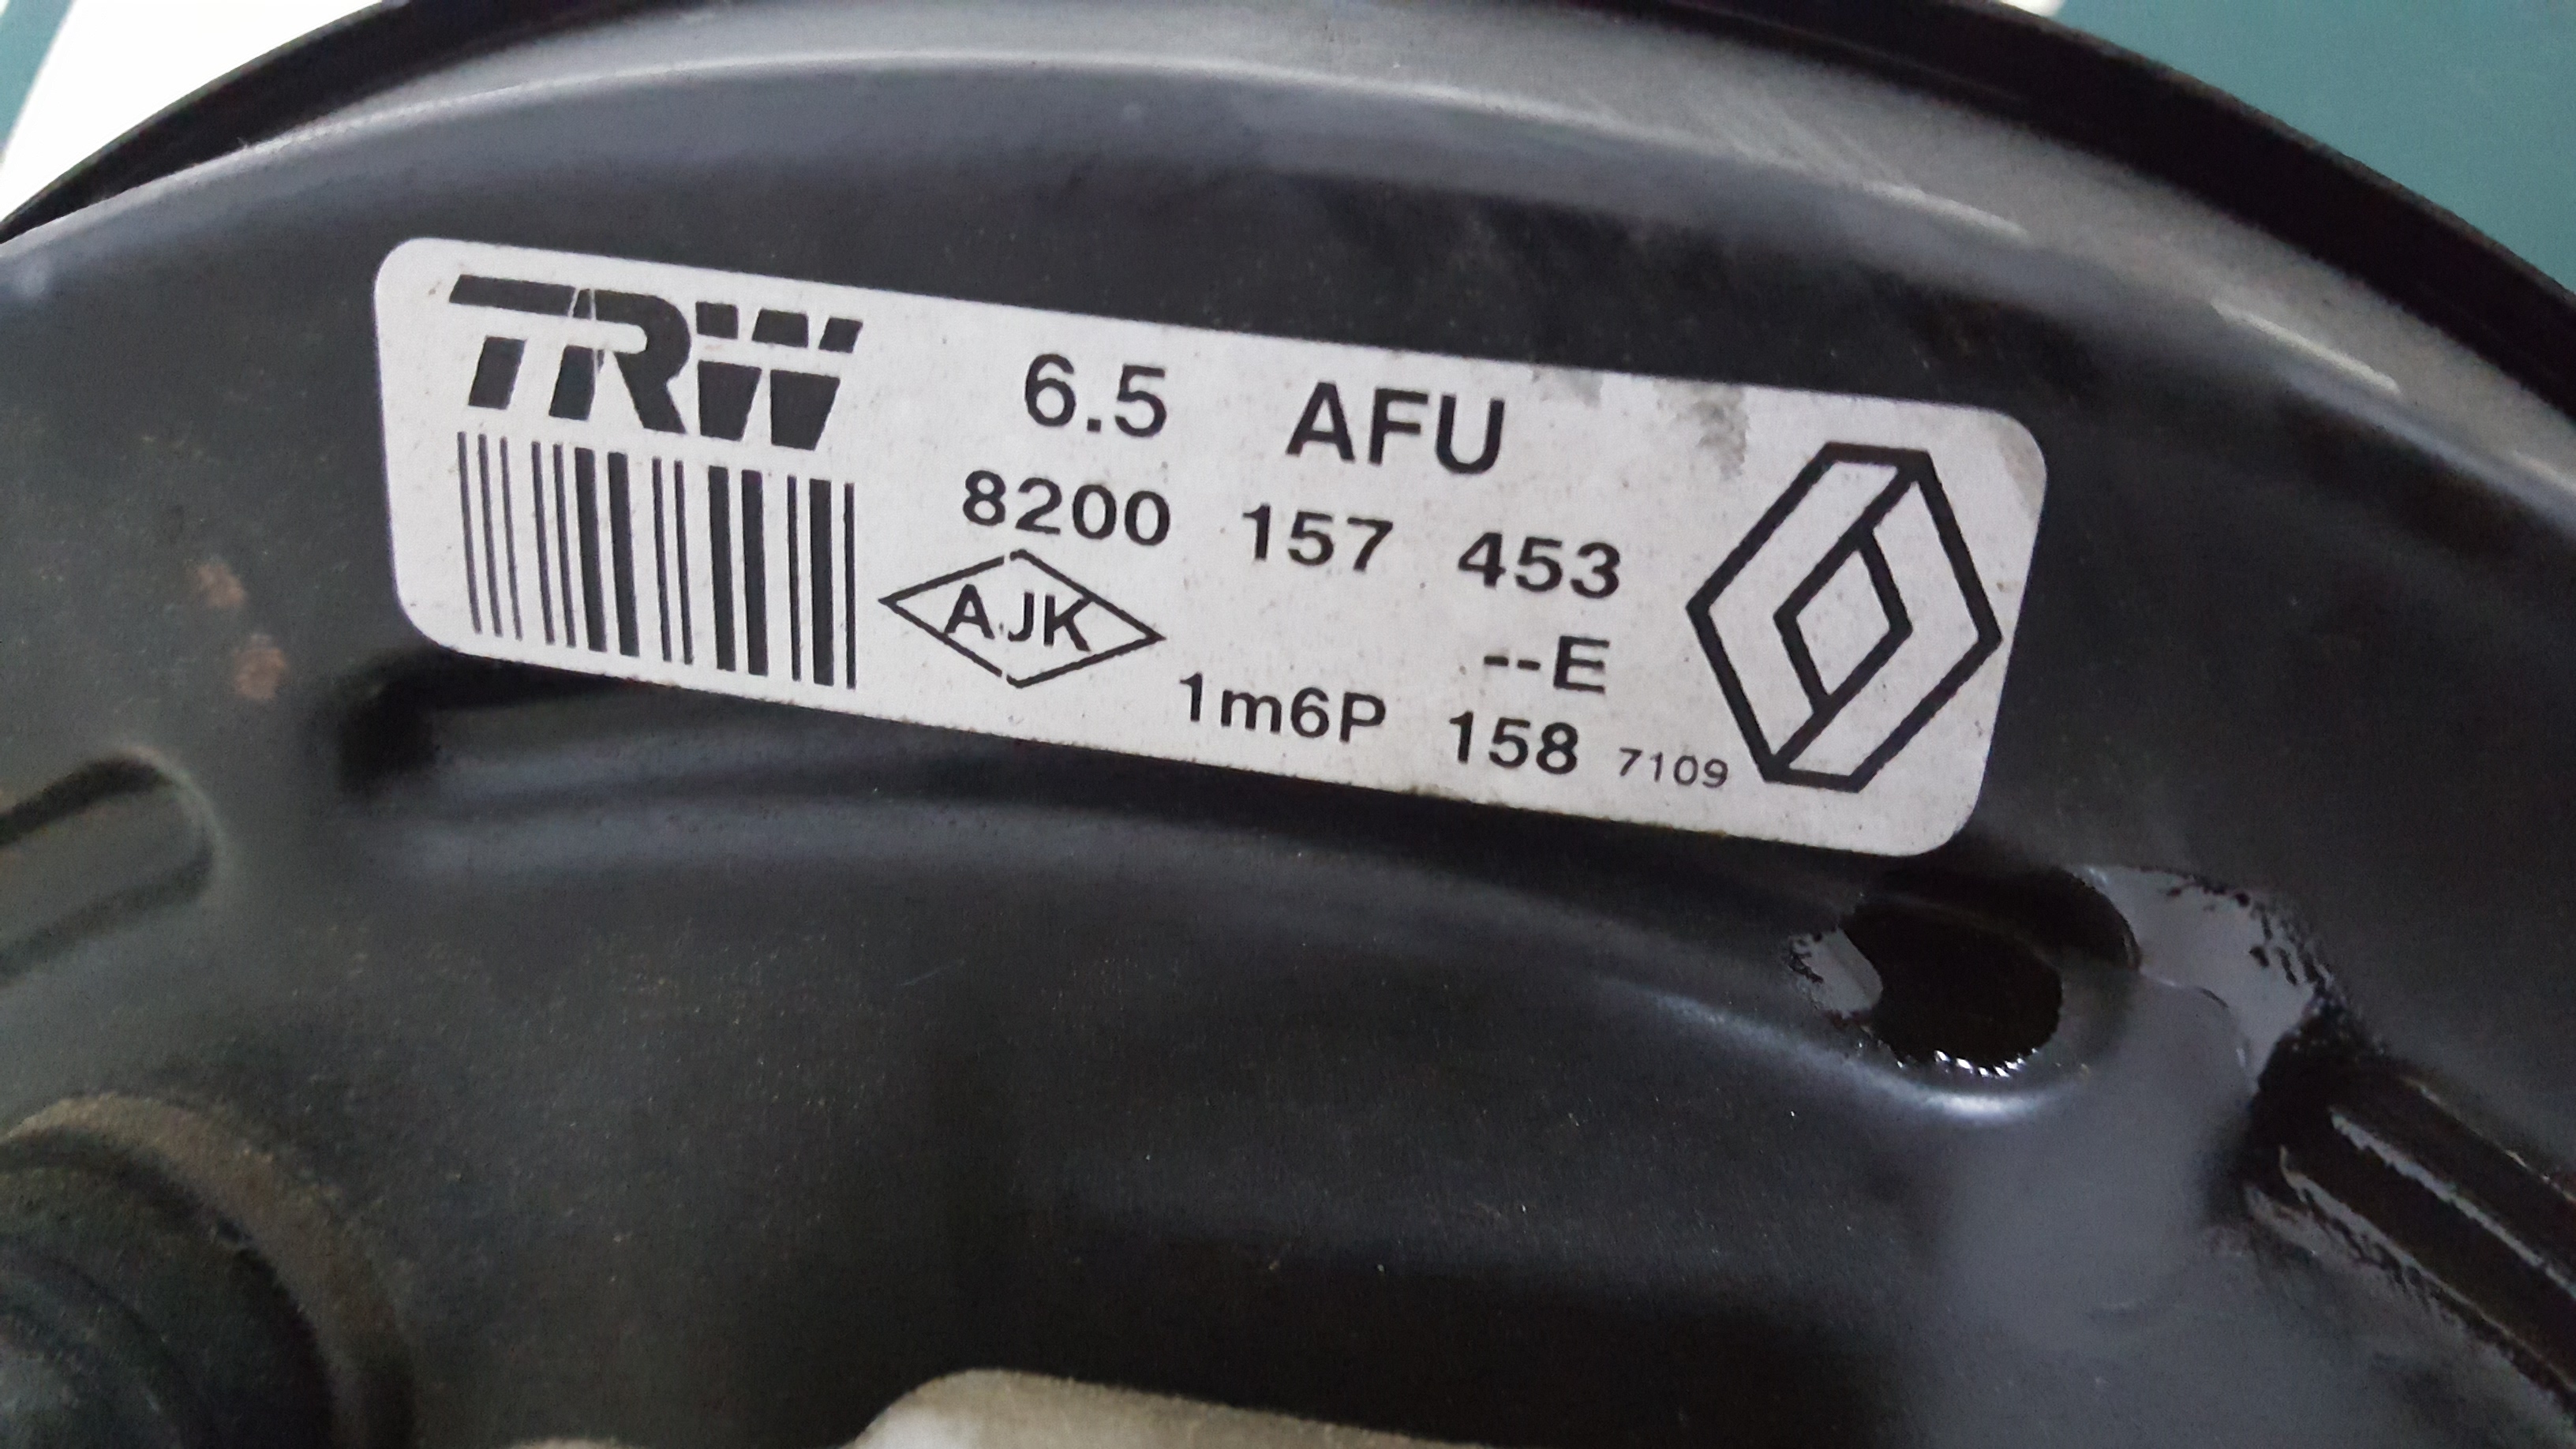 TRW
6.5 AFU
8200 157 453
AJK
--E
1m6P 158 7109